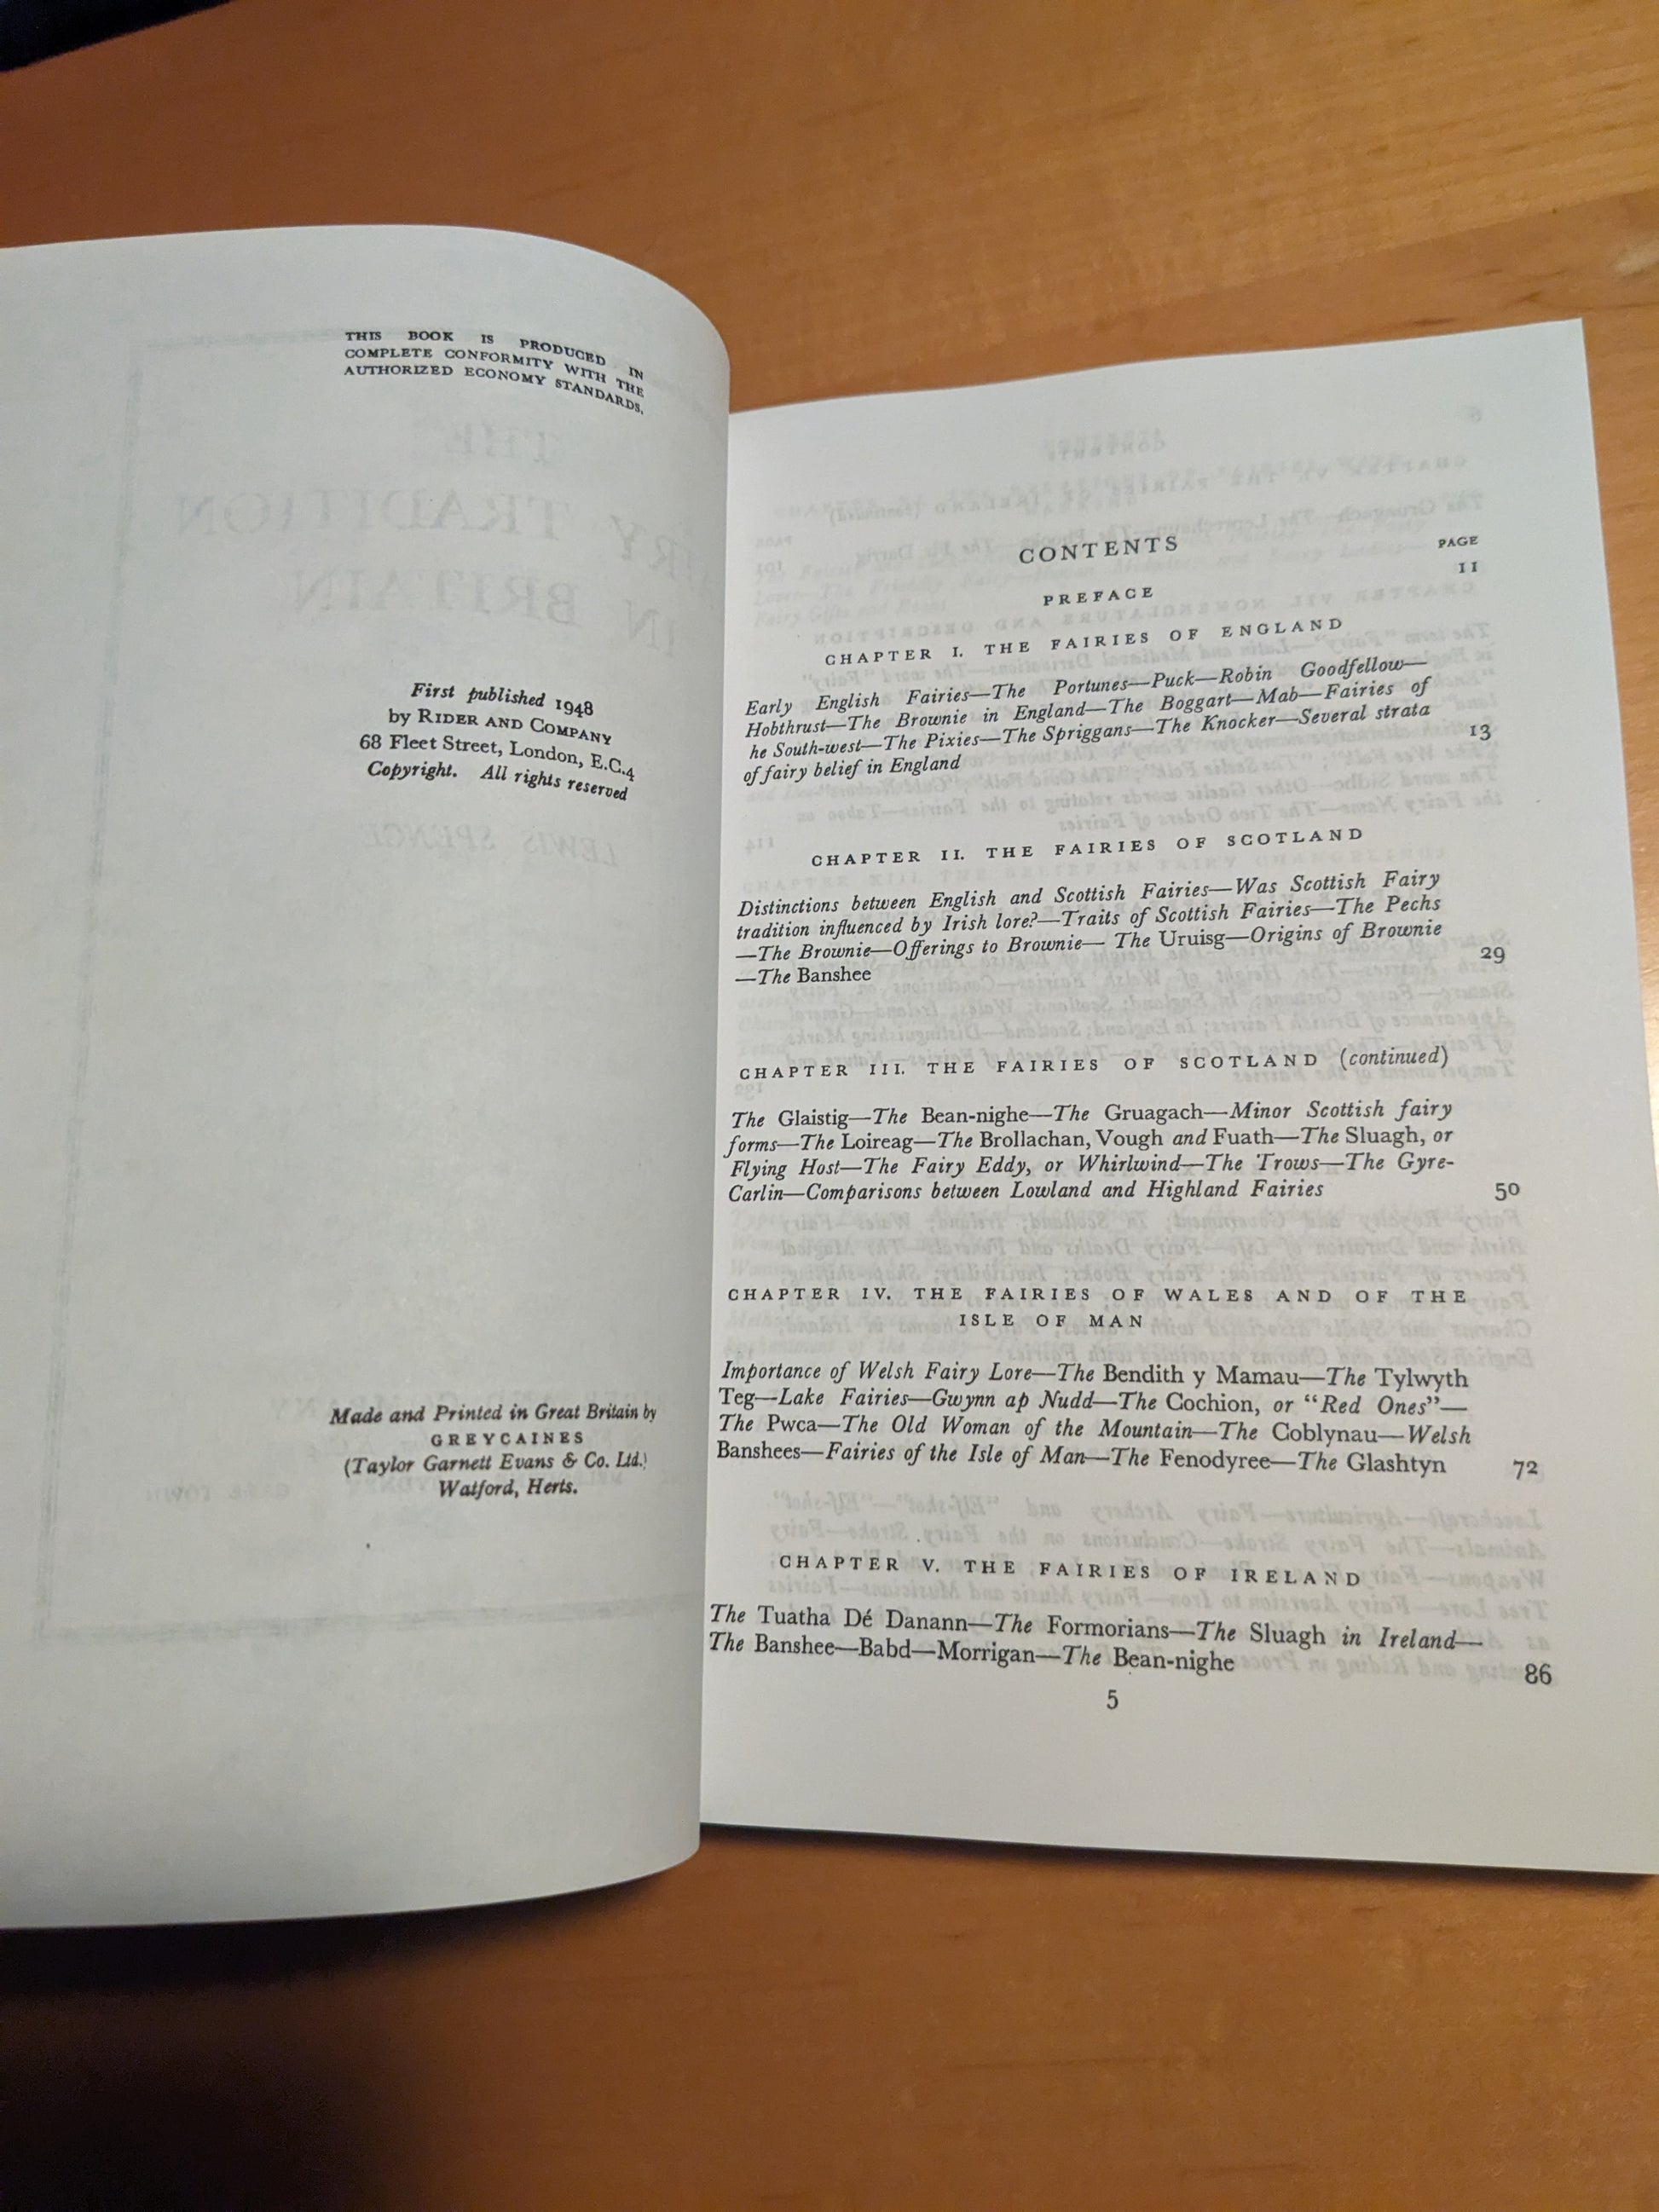 THIS BOOK IS PRODUCED IN
COMPLETE CONFORMITY WITH THE
AUTHORIZED ECONOMY STANDARDS.
THE
RY TRADITION
IN BRITAIN
First published 1948
by RIDER AND COMPANY
68 Fleet Street, London, E.C.4
Copyright. All rights reserved
LEWIS SPENCE
Made and Printed in Great Britain by
GREYCAINES
(Taylor Garnett Evans & Co. Ltd.)
Watford, Herts.
CONTENTS
PAGE
PREFACE 11
CHAPTER I. THE FAIRIES OF ENGLAND
Early English Fairies—The Portunes—Puck—Robin Goodfellow—
Hobthrust—The Brownie in England—The Boggart—Mab—Fairies of
he South-west—The Pixies—The Spriggans—The Knocker—Several strata
of fairy belief in England 13
CHAPTER II. THE FAIRIES OF SCOTLAND
Distinctions between English and Scottish Fairies—Was Scottish Fairy
tradition influenced by Irish lore?—Traits of Scottish Fairies—The Pechs
—The Brownie—Offerings to Brownie— The Uruisg—Origins of Brownie
—The Banshee 29
CHAPTER III. THE FAIRIES OF SCOTLAND (continued)
The Glaistig—The Bean-nighe—The Gruagach—Minor Scottish fairy
forms—The Loireag—The Brollachan, Vough and Fuath—The Sluagh, or
Flying Host—The Fairy Eddy, or Whirlwind—The Trows—The Gyre-
Carlin—Comparisons between Lowland and Highland Fairies 50
CHAPTER IV. THE FAIRIES OF WALES AND OF THE
ISLE OF MAN
Importance of Welsh Fairy Lore—The Bendith y Mamau—The Tylwyth
Teg—Lake Fairies—Gwynn ap Nudd—The Cochion, or “Red Ones”—
The Pwca—The Old Woman of the Mountain—The Coblynau—Welsh
Banshees—Fairies of the Isle of Man—The Fenodyree—The Glashtyn 72
CHAPTER V. THE FAIRIES OF IRELAND
The Tuatha Dé Danann—The Formorians—The Sluagh in Ireland—
The Banshee—Babd—Morrigan—The Bean-nighe 86
5